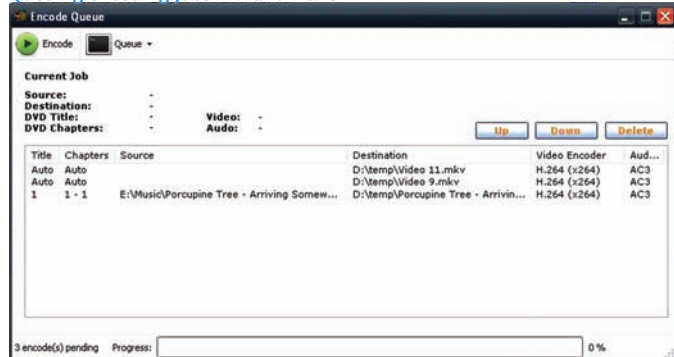 Encode Queue
Encode Queue
Current Job
Source: -
Destination: -
DVD Title: - Video: -
DVD Chapters: - Audo: -
Up Down Delete
Title Chapters Source Destination Video Encoder Aud...
Auto Auto D:\temp\Video 11.mkv H.264 (x264) AC3
Auto Auto D:\temp\Video 9.mkv H.264 (x264) AC3
1 1 - 1 E:\Music\Porcupine Tree - Arriving Somew... D:\temp\Porcupine Tree - Arrivin... H.264 (x264) AC3
3 encode(s) pending Progress: 0 %